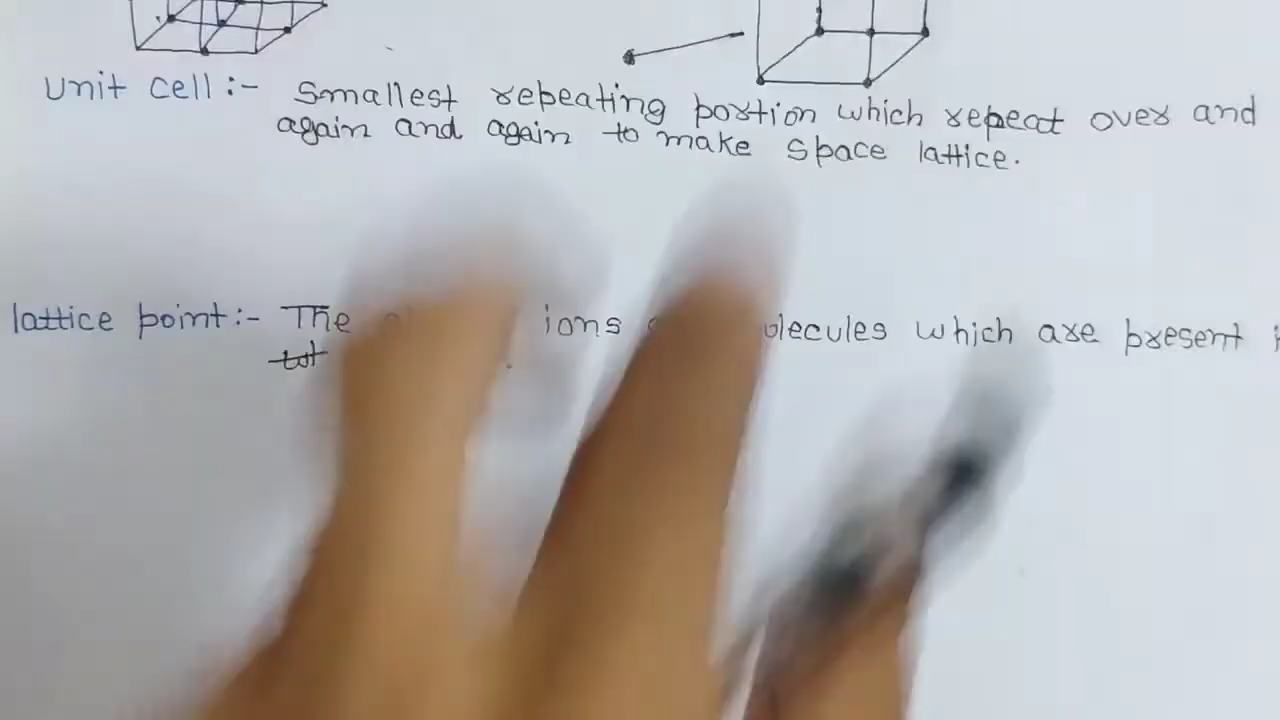 unit cell :- smallest repeating portion which repeat over and
again and again to make space lattice.
lattice point:- The ions which are present